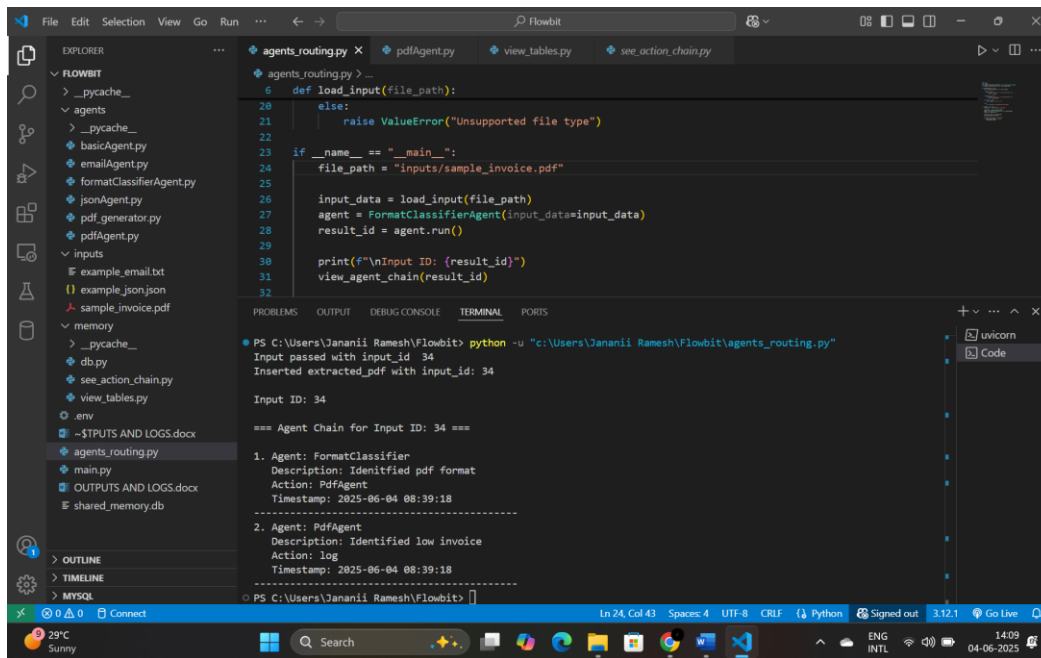 File Edit Selection View Go Run ··· Flowbit
EXPLORER ···
FLOWBIT
__pycache__
agents
__pycache__
basicAgent.py
emailAgent.py
formatClassifierAgent.py
jsonAgent.py
pdf_generator.py
pdfAgent.py
inputs
example_email.txt
{} example_json.json
sample_invoice.pdf
memory
__pycache__
db.py
see_action_chain.py
view_tables.py
.env
~$TPUTS AND LOGS.docx
agents_routing.py
main.py
OUTPUTS AND LOGS.docx
shared_memory.db
OUTLINE
TIMELINE
MYSQL
agents_routing.py pdfAgent.py view_tables.py see_action_chain.py
agents_routing.py > ...
6 def load_input(file_path):
20 else:
21 raise ValueError("Unsupported file type")
22
23 if __name__ == "__main__":
24 file_path = "inputs/sample_invoice.pdf"
25
26 input_data = load_input(file_path)
27 agent = FormatClassifierAgent(input_data=input_data)
28 result_id = agent.run()
29
30 print(f"\nInput ID: {result_id}")
31 view_agent_chain(result_id)
32
PROBLEMS OUTPUT DEBUG CONSOLE TERMINAL PORTS
PS C:\Users\Jananii Ramesh\Flowbit> python -u "c:\Users\Jananii Ramesh\Flowbit\agents_routing.py"
Input passed with input_id 34
Inserted extracted_pdf with input_id: 34
Input ID: 34
=== Agent Chain for Input ID: 34 ===
1. Agent: FormatClassifier
Description: Idenitfied pdf format
Action: PdfAgent
Timestamp: 2025-06-04 08:39:18
--------------------------------------------------
2. Agent: PdfAgent
Description: Identified low invoice
Action: log
Timestamp: 2025-06-04 08:39:18
--------------------------------------------------
PS C:\Users\Jananii Ramesh\Flowbit>
uvicorn
Code
1
0 0 Connect Ln 24, Col 43 Spaces: 4 UTF-8 CRLF {} Python Signed out 3.12.1 Go Live
9 29°C
Sunny
Search
ENG
INTL
14:09
04-06-2025